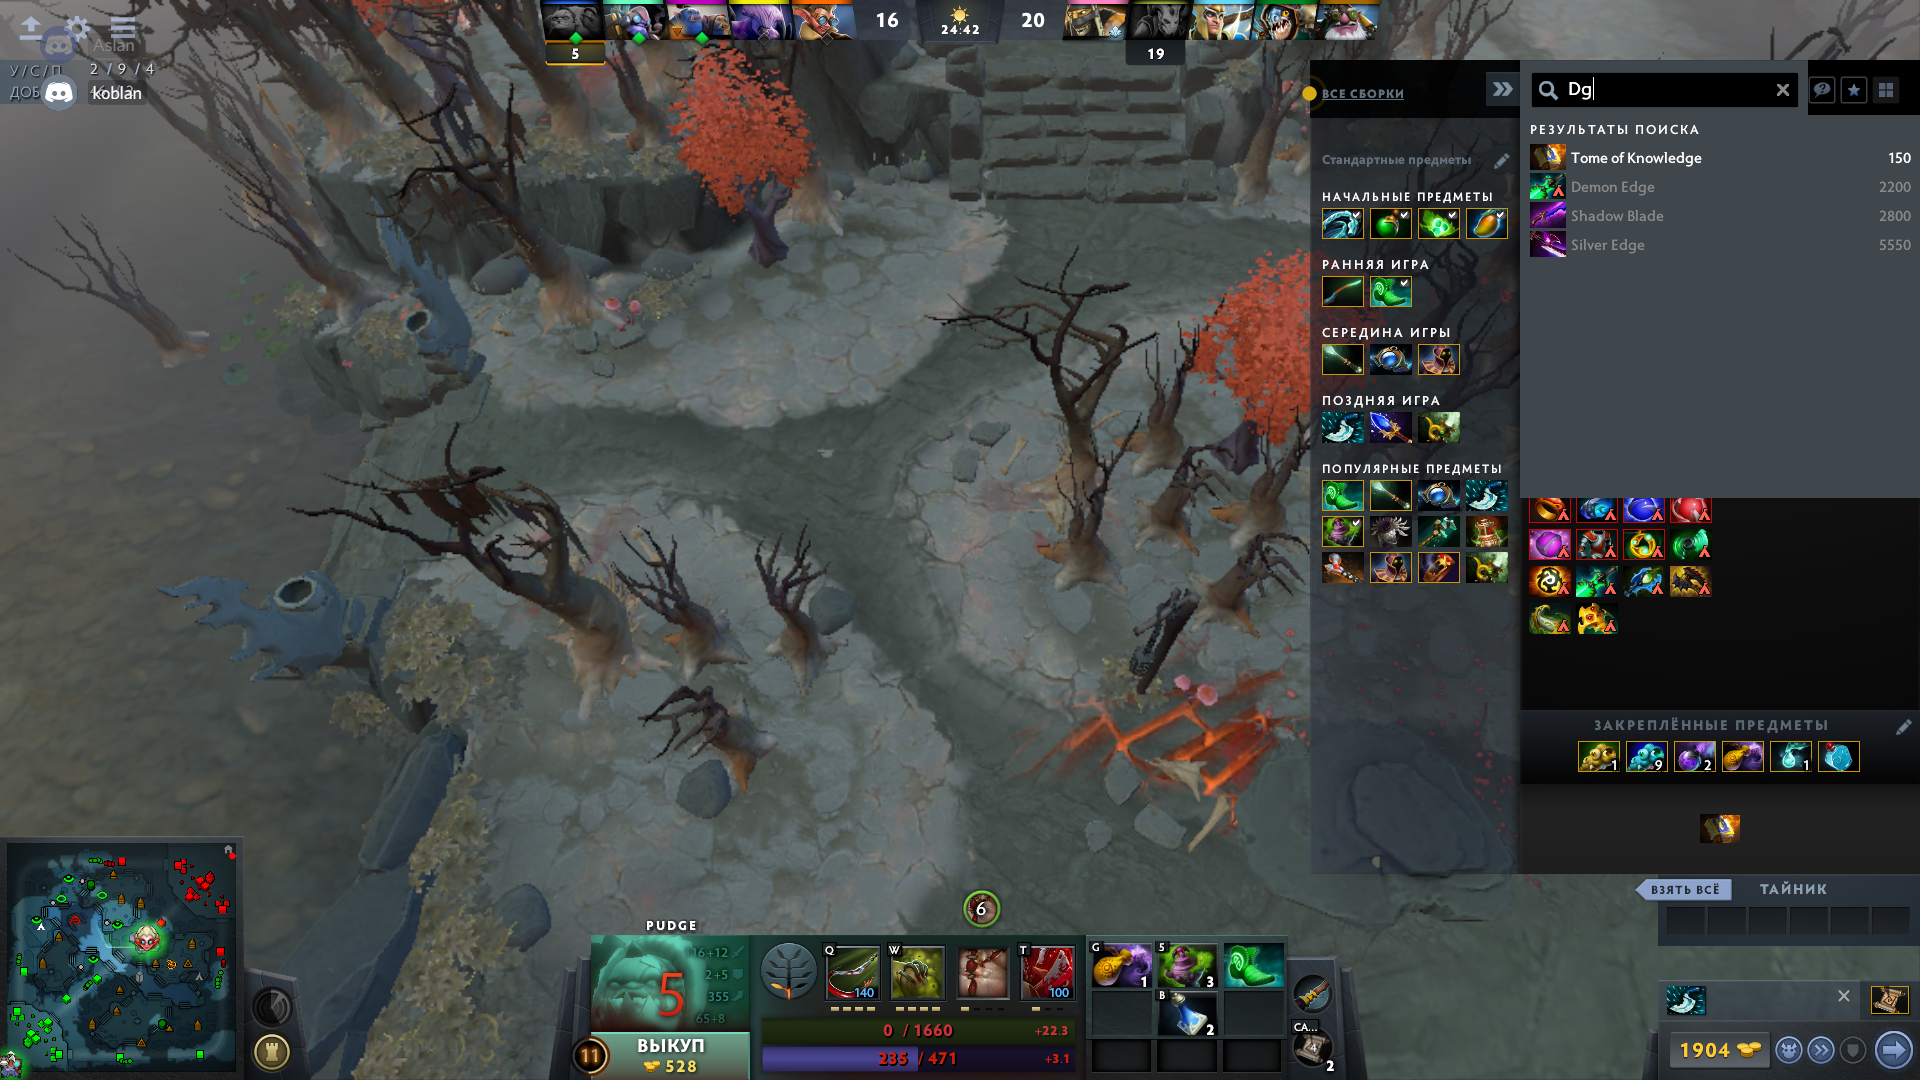 16
24:42
20
5
19
Aslan
У / С / П
2 / 9 / 4
ДОБ
koblan
ВСЕ СБОРКИ
Dg
РЕЗУЛЬТАТЫ ПОИСКА
Tome of Knowledge 150
Demon Edge 2200
Shadow Blade 2800
Silver Edge 5550
Стандартные предметы
НАЧАЛЬНЫЕ ПРЕДМЕТЫ
РАННЯЯ ИГРА
СЕРЕДИНА ИГРЫ
ПОЗДНЯЯ ИГРА
ПОПУЛЯРНЫЕ ПРЕДМЕТЫ
ЗАКРЕПЛЁННЫЕ ПРЕДМЕТЫ
1 9 2 1
ВЗЯТЬ ВСЁ
ТАЙНИК
6
PUDGE
16+12
2+5
355
65+8
5
11
ВЫКУП
528
Q 140
W
T 100
0 / 1660 +22.3
235 / 471 +3.1
G 1
5 3
B 2
СА...
4
2
1904